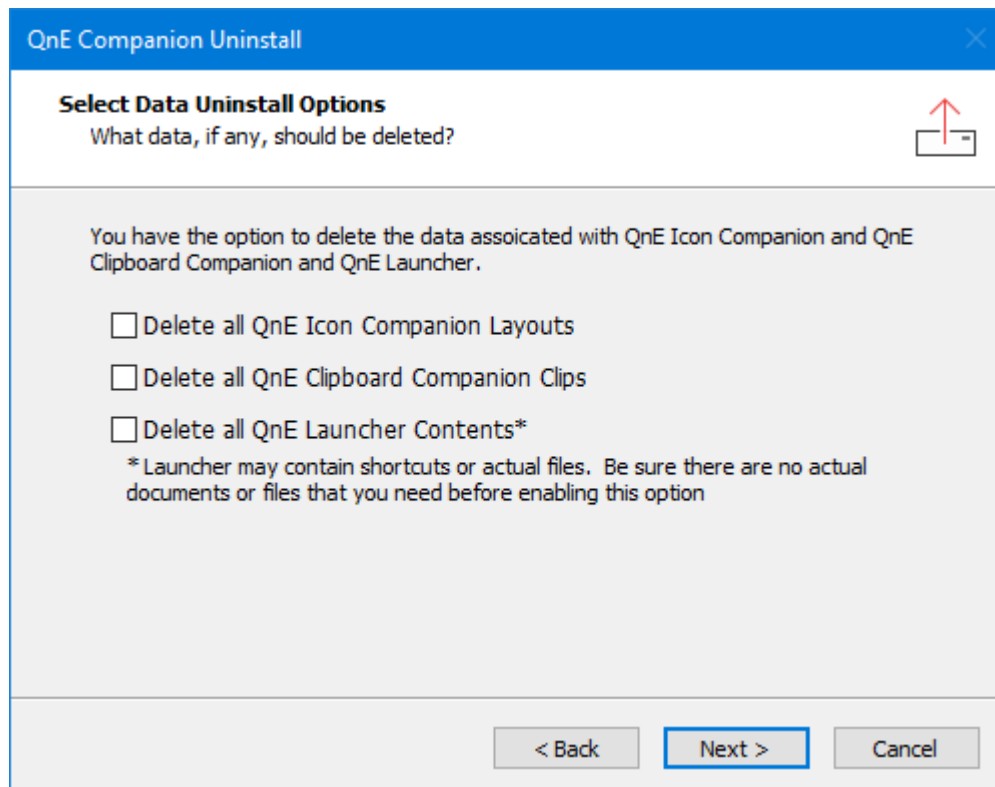 QnE Companion Uninstall
Select Data Uninstall Options
What data, if any, should be deleted?
You have the option to delete the data assoicated with QnE Icon Companion and QnE
Clipboard Companion and QnE Launcher.
Delete all QnE Icon Companion Layouts
Delete all QnE Clipboard Companion Clips
Delete all QnE Launcher Contents*
* Launcher may contain shortcuts or actual files.  Be sure there are no actual
documents or files that you need before enabling this option
< Back
Next >
Cancel